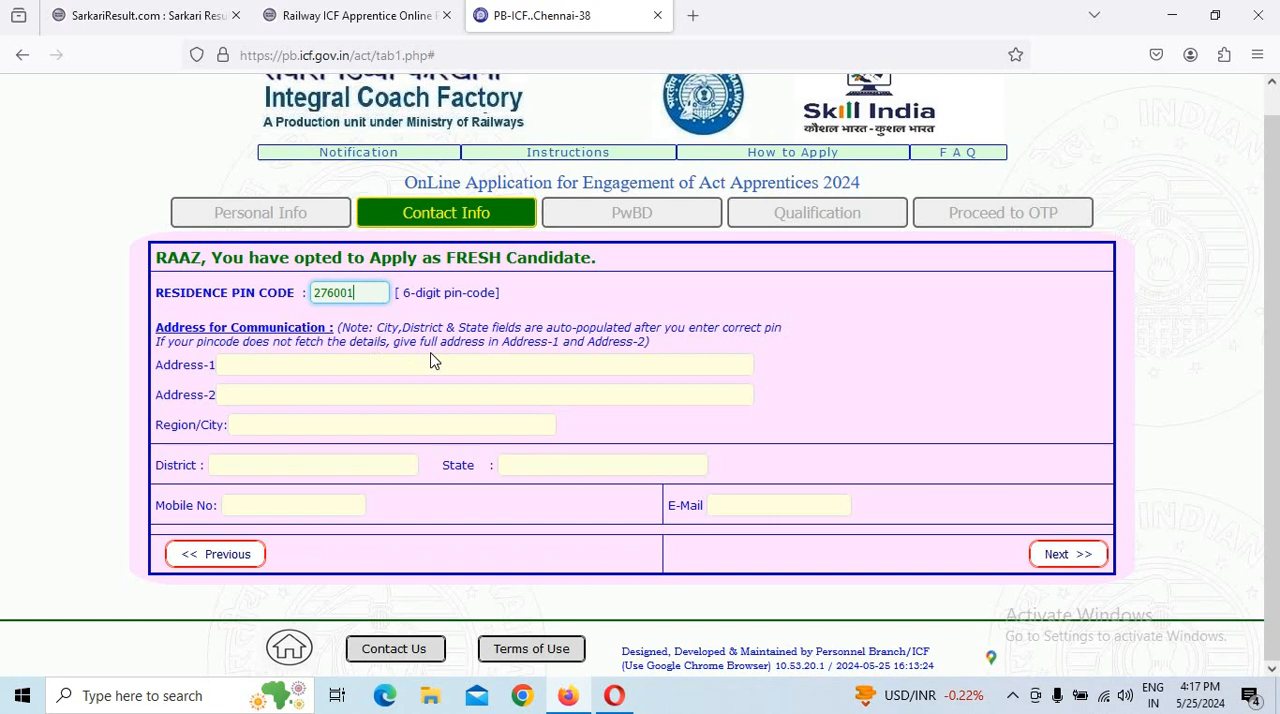 SarkariResult.com : Sarkari Resu
Railway ICF Apprentice Online F
PB-ICF..Chennai-38
https://pb.icf.gov.in/act/tab1.php#
Integral Coach Factory
A Production unit under Ministry of Railways
Skill India
कौशल भारत-कुशल भारत
Notification
Instructions
How to Apply
F A Q
OnLine Application for Engagement of Act Apprentices 2024
Personal Info
Contact Info
PwBD
Qualification
Proceed to OTP
RAAZ, You have opted to Apply as FRESH Candidate.
RESIDENCE PIN CODE : 276001 [ 6-digit pin-code]
Address for Communication : (Note: City,District & State fields are auto-populated after you enter correct pin
If your pincode does not fetch the details, give full address in Address-1 and Address-2)
Address-1
Address-2
Region/City:
District : State :
Mobile No: E-Mail
<< Previous
Next >>
Activate Windows
Go to Settings to activate Windows.
Contact Us
Terms of Use
Designed, Developed & Maintained by Personnel Branch/ICF
(Use Google Chrome Browser) 10.53.20.1 / 2024-05-25 16:13:24
Type here to search
USD/INR -0.22%
ENG
IN
4:17 PM
5/25/2024
4